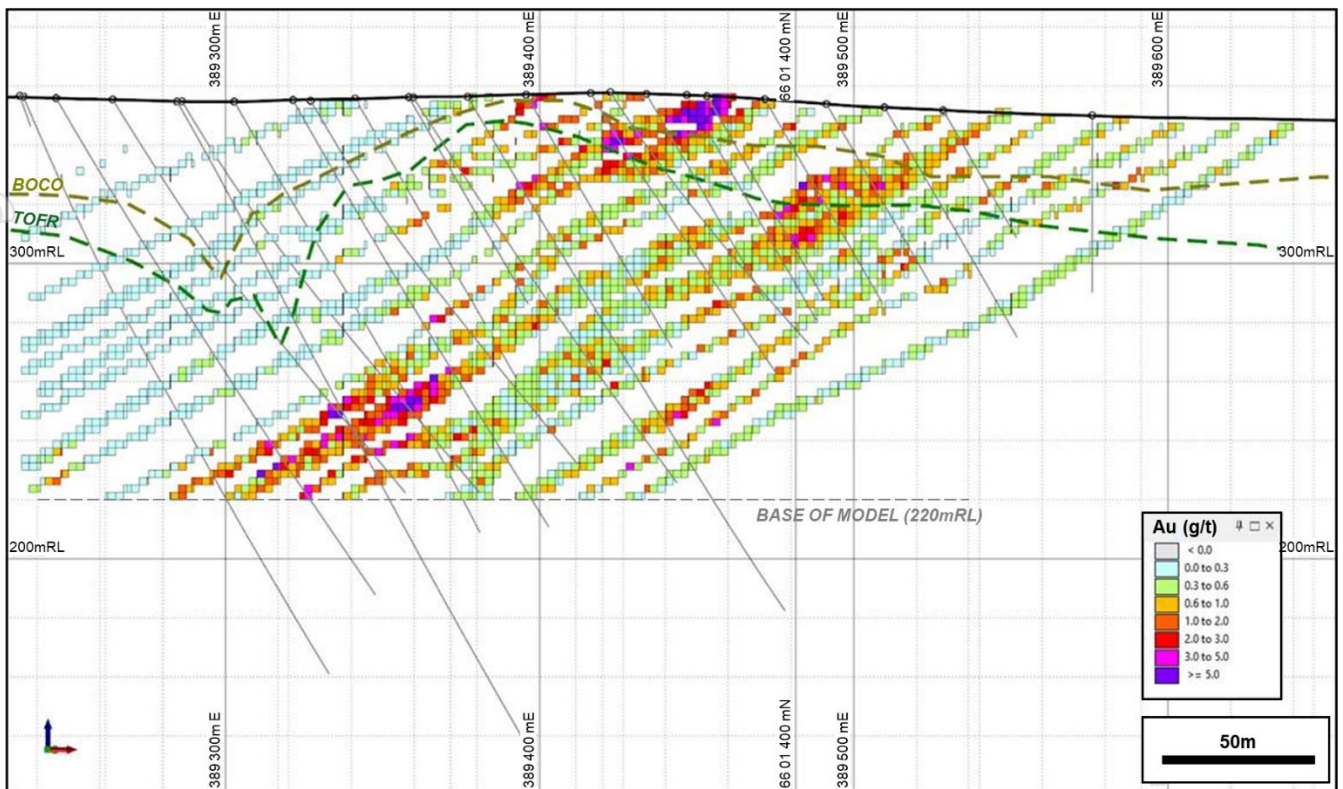 389 300m E
389 400 mE
66 01 400 mN
389 500 mE
389 600 mE
BOCO
TOFR
300mRL
300mRL
BASE OF MODEL (220mRL)
200mRL
200mRL
Au (g/t)
< 0.0
0.0 to 0.3
0.3 to 0.6
0.6 to 1.0
1.0 to 2.0
2.0 to 3.0
3.0 to 5.0
>= 5.0
389 300m E
389 400 mE
66 01 400 mN
389 500 mE
50m